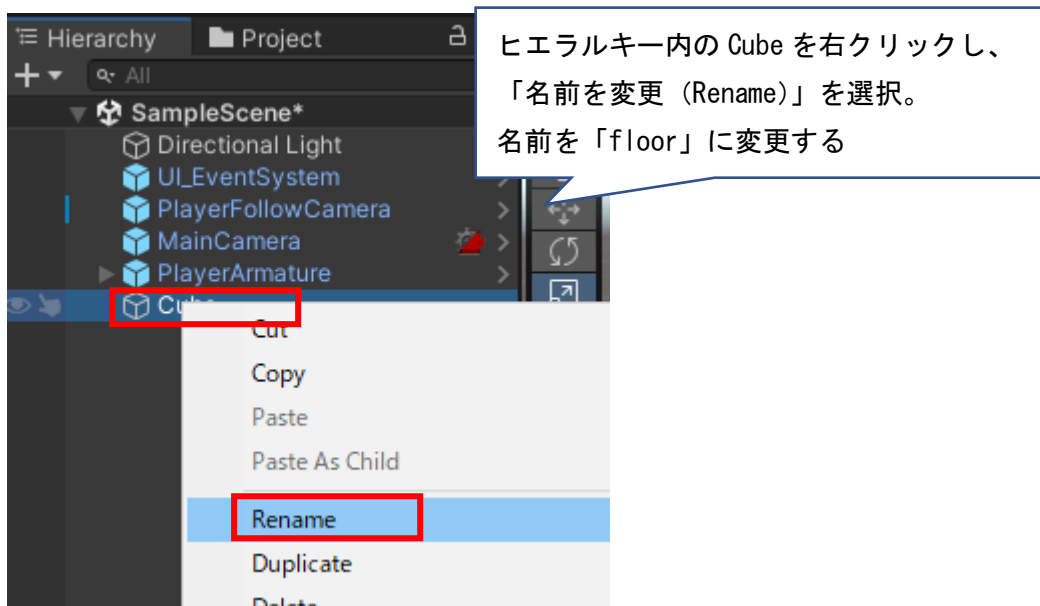 Hierarchy
Project
All
SampleScene*
Directional Light
UI_EventSystem
PlayerFollowCamera
MainCamera
PlayerArmature
Cube
Cut
Copy
Paste
Paste As Child
Rename
Duplicate
Delete
ヒエラルキー内の Cube を右クリックし、
「名前を変更（Rename）」を選択。
名前を「floor」に変更する